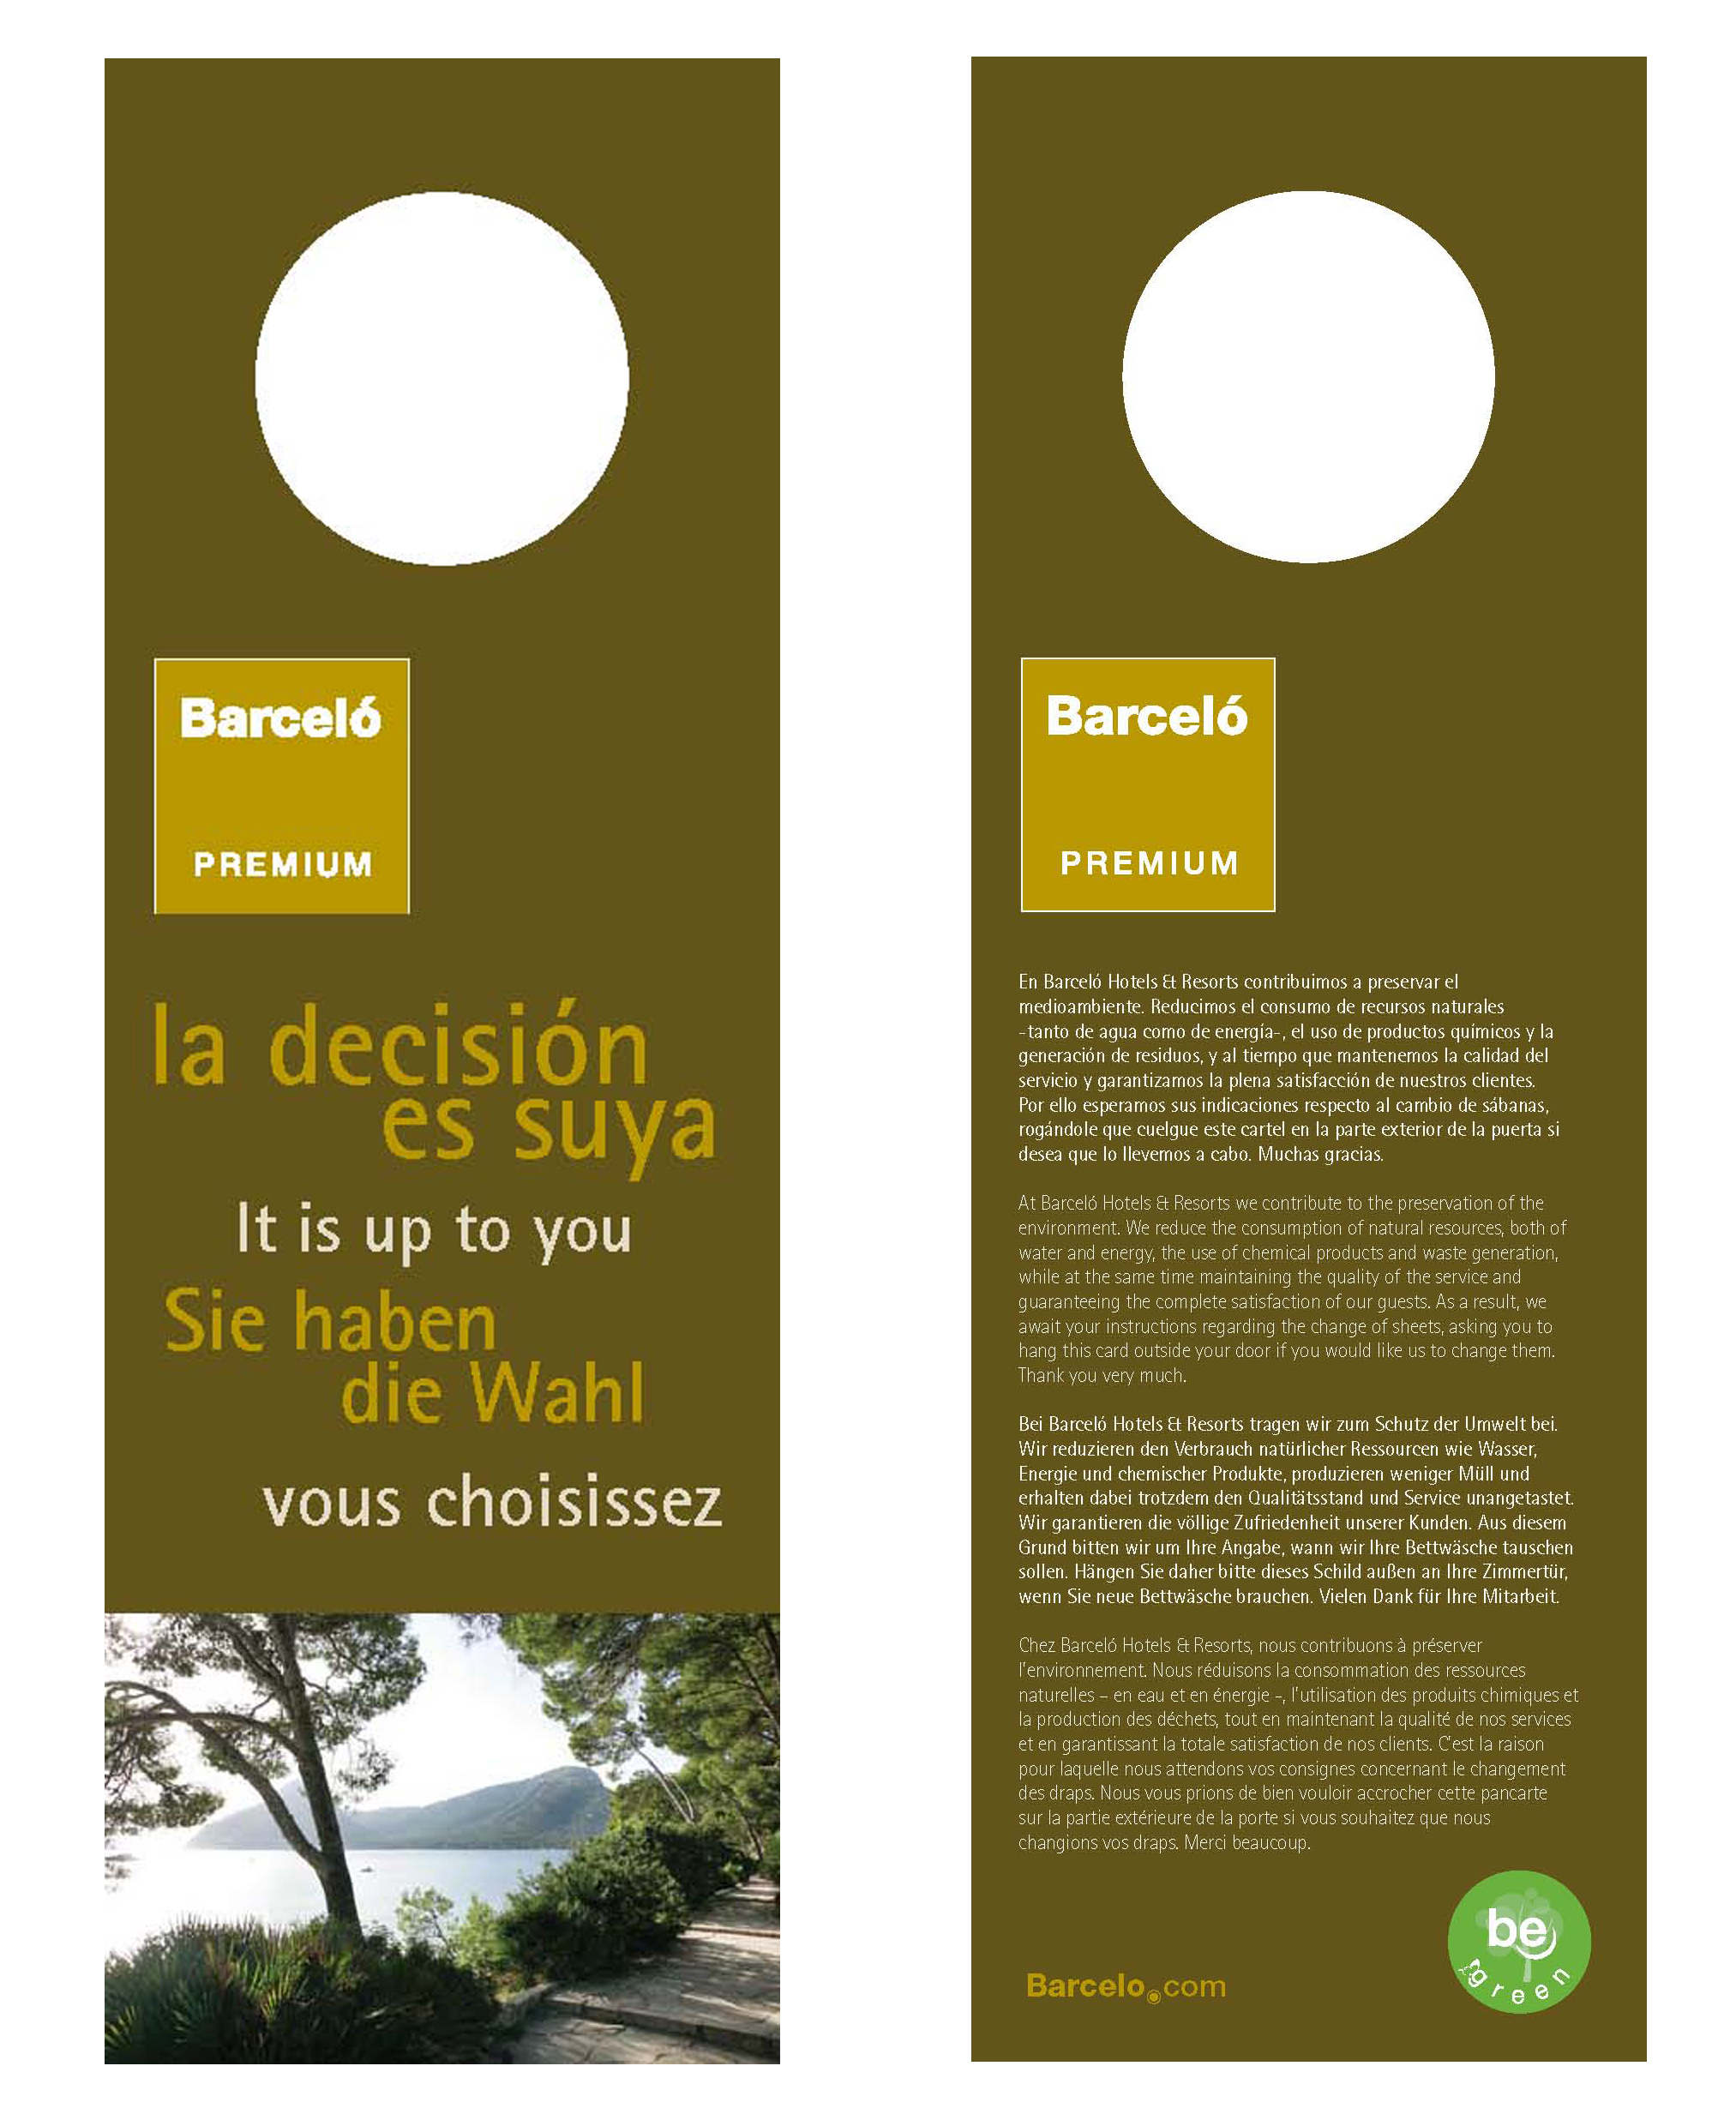 Barceló
PREMIUM
la decisión
es suya
It is up to you
Sie haben
die Wahl
vous choisissez
Barceló
PREMIUM
En Barceló Hotels & Resorts contribuimos a preservar el
medioambiente. Reducimos el consumo de recursos naturales
-tanto de agua como de energía-, el uso de productos químicos y la
generación de residuos, y al tiempo que mantenemos la calidad del
servicio y garantizamos la plena satisfacción de nuestros clientes.
Por ello esperamos sus indicaciones respecto al cambio de sábanas,
rogándole que cuelgue este cartel en la parte exterior de la puerta si
desea que lo llevemos a cabo. Muchas gracias.
At Barceló Hotels & Resorts we contribute to the preservation of the
environment. We reduce the consumption of natural resources, both of
water and energy, the use of chemical products and waste generation,
while at the same time maintaining the quality of the service and
guaranteeing the complete satisfaction of our guests. As a result, we
await your instructions regarding the change of sheets, asking you to
hang this card outside your door if you would like us to change them.
Thank you very much.
Bei Barceló Hotels & Resorts tragen wir zum Schutz der Umwelt bei.
Wir reduzieren den Verbrauch natürlicher Ressourcen wie Wasser,
Energie und chemischer Produkte, produzieren weniger Müll und
erhalten dabei trotzdem den Qualitätsstand und Service unangetastet.
Wir garantieren die völlige Zufriedenheit unserer Kunden. Aus diesem
Grund bitten wir um Ihre Angabe, wann wir Ihre Bettwäsche tauschen
sollen. Hängen Sie daher bitte dieses Schild außen an Ihre Zimmertür,
wenn Sie neue Bettwäsche brauchen. Vielen Dank für Ihre Mitarbeit.
Chez Barceló Hotels & Resorts, nous contribuons à préserver
l'environnement. Nous réduisons la consommation des ressources
naturelles – en eau et en énergie –, l'utilisation des produits chimiques et
la production des déchets, tout en maintenant la qualité de nos services
et en garantissant la totale satisfaction de nos clients. C'est la raison
pour laquelle nous attendons vos consignes concernant le changement
des draps. Nous vous prions de bien vouloir accrocher cette pancarte
sur la partie extérieure de la porte si vous souhaitez que nous
changions vos draps. Merci beaucoup.
be
green
Barcelo.com